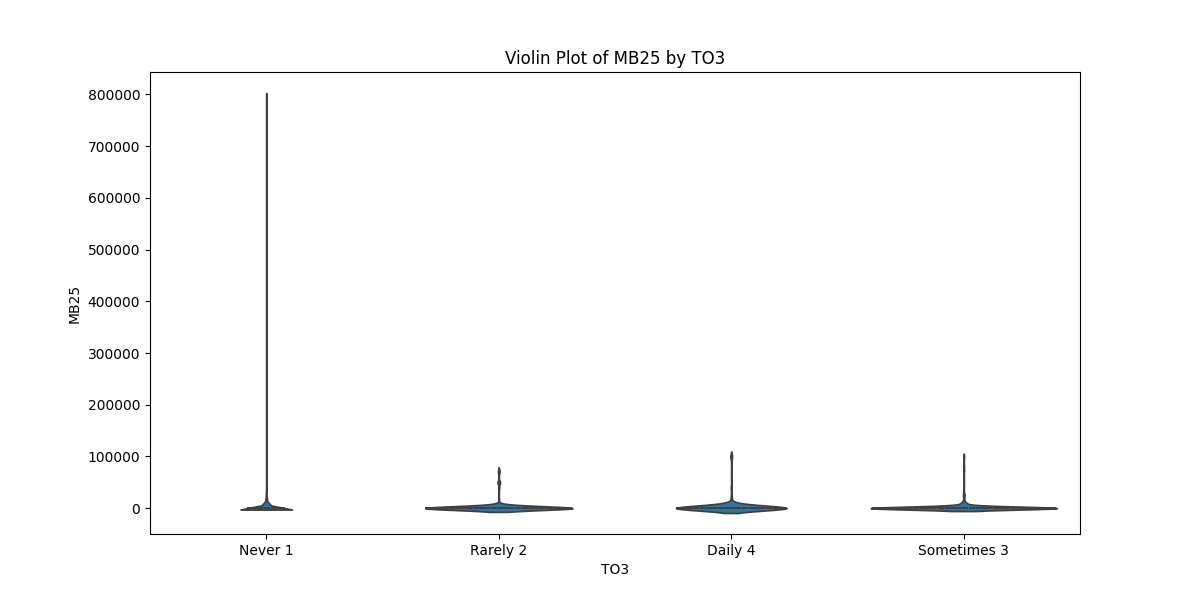 Violin Plot of MB25 by TO3
800000
700000
600000
500000
400000
300000
200000
100000
0
MB25
Never 1
Rarely 2
Daily 4
Sometimes 3
TO3